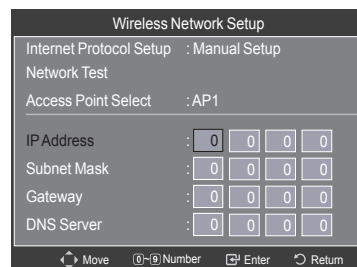 Wireless Network Setup
Internet Protocol Setup : Manual Setup
Network Test
Access Point Select : AP1
IP Address : 0 0 0 0
Subnet Mask : 0 0 0 0
Gateway : 0 0 0 0
DNS Server : 0 0 0 0
Move 0~9 Number Enter Return